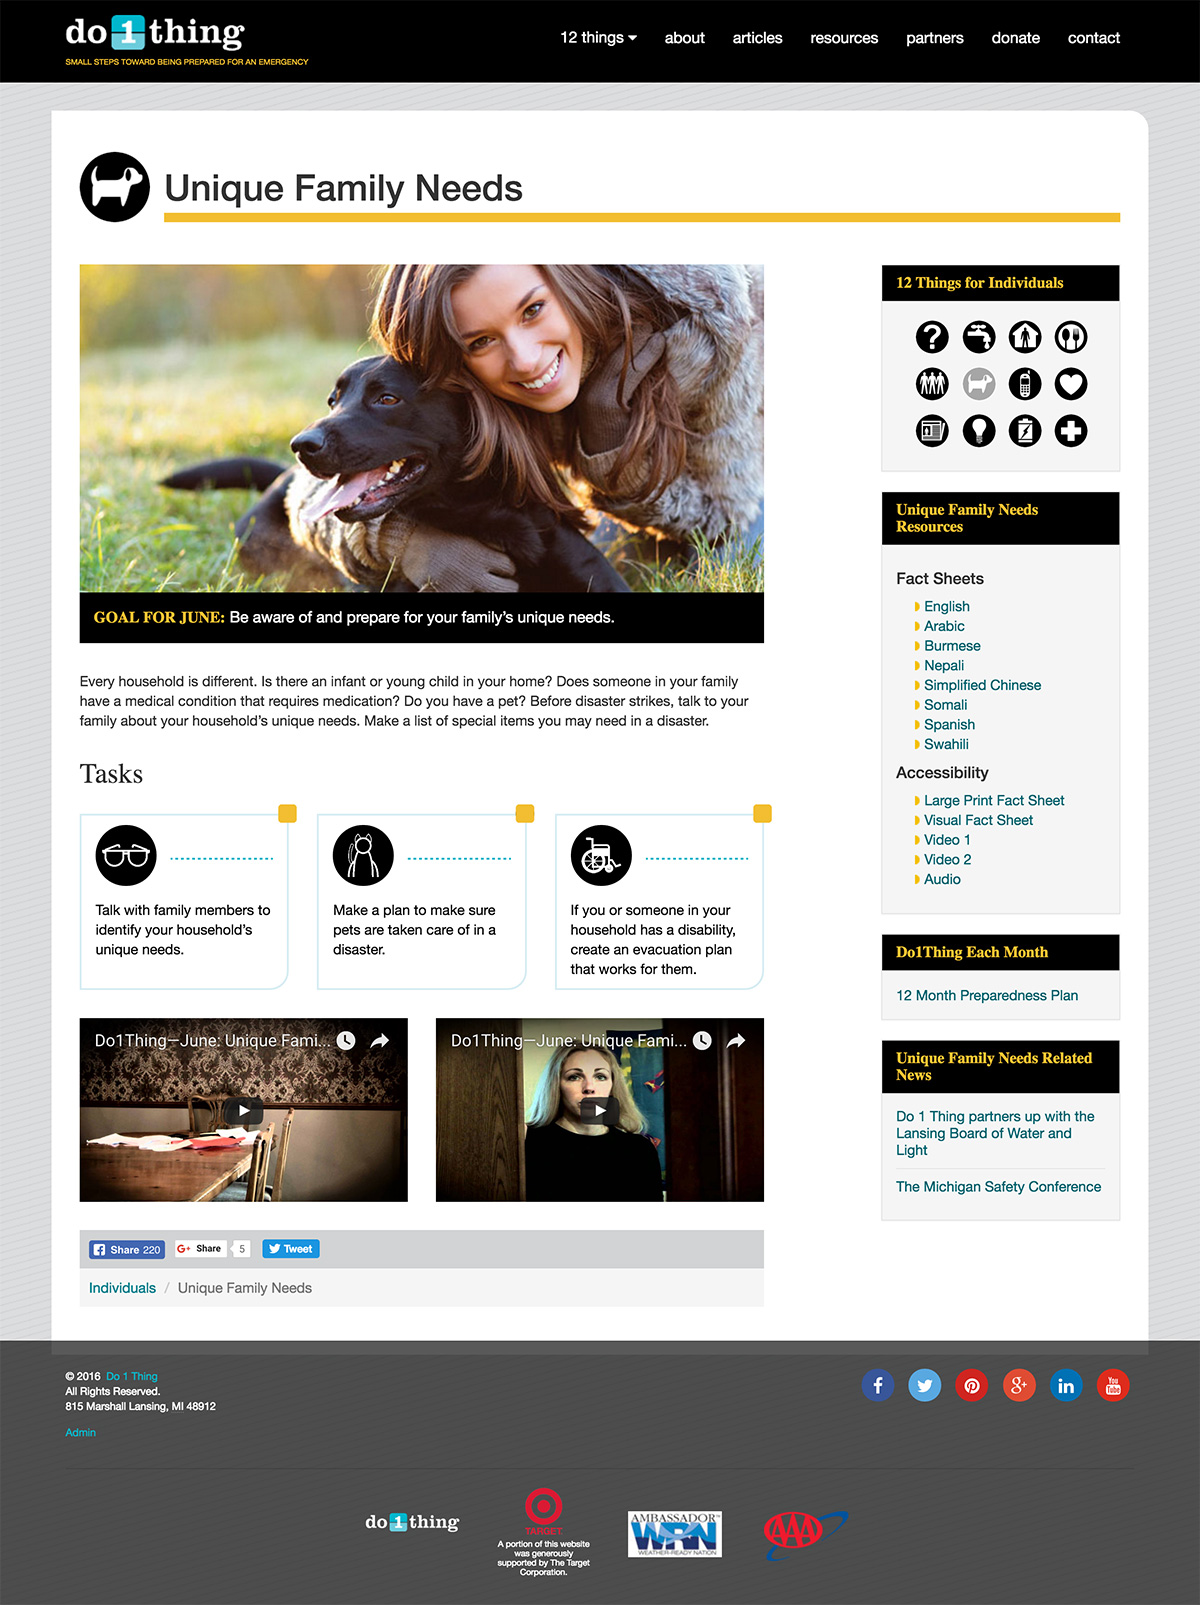 do 1 thing
SMALL STEPS TOWARD BEING PREPARED FOR AN EMERGENCY
12 things about articles resources partners donate contact
Unique Family Needs
GOAL FOR JUNE: Be aware of and prepare for your family's unique needs.
Every household is different. Is there an infant or young child in your home? Does someone in your family
have a medical condition that requires medication? Do you have a pet? Before disaster strikes, talk to your
family about your household's unique needs. Make a list of special items you may need in a disaster.
Tasks
Talk with family members to
identify your household's
unique needs.
Make a plan to make sure
pets are taken care of in a
disaster.
If you or someone in your
household has a disability,
create an evacuation plan
that works for them.
Do1Thing—June: Unique Fami...
Do1Thing—June: Unique Fami...
Share 220
G+ Share 5
Tweet
Individuals / Unique Family Needs
12 Things for Individuals
?
Unique Family Needs
Resources
Fact Sheets
English
Arabic
Burmese
Nepali
Simplified Chinese
Somali
Spanish
Swahili
Accessibility
Large Print Fact Sheet
Visual Fact Sheet
Video 1
Video 2
Audio
Do1Thing Each Month
12 Month Preparedness Plan
Unique Family Needs Related
News
Do 1 Thing partners up with the
Lansing Board of Water and
Light
The Michigan Safety Conference
© 2016 Do 1 Thing
All Rights Reserved.
815 Marshall Lansing, MI 48912
Admin
f g+ in You Tube
do 1 thing
TARGET
A portion of this website
was generously
supported by The Target
Corporation.
AMBASSADOR™
WRN
WEATHER-READY NATION
AAA